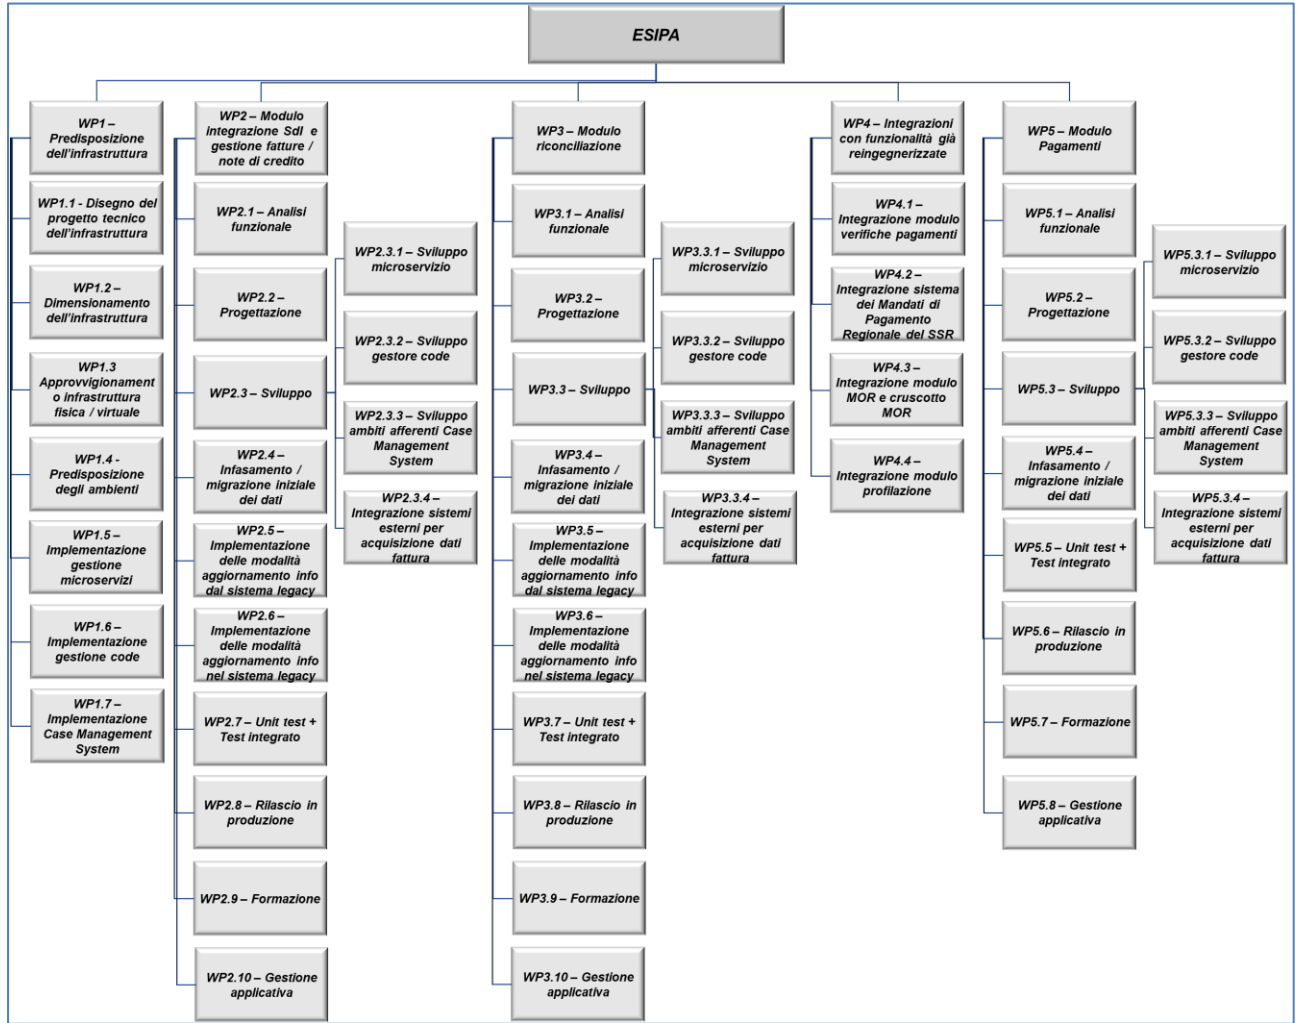 ESIPA
WP1 –
Predisposizione
dell'infrastruttura
WP1.1 - Disegno del
progetto tecnico
dell'infrastruttura
WP1.2 –
Dimensionamento
dell'infrastruttura
WP1.3
Approvvigionament
o infrastruttura
fisica / virtuale
WP1.4 -
Predisposizione
degli ambienti
WP1.5 –
Implementazione
gestione
microservizi
WP1.6 –
Implementazione
gestione code
WP1.7 –
Implementazione
Case Management
System
WP2 – Modulo
integrazione SdI e
gestione fatture /
note di credito
WP2.1 – Analisi
funzionale
WP2.2 –
Progettazione
WP2.3 – Sviluppo
WP2.3.1 – Sviluppo
microservizio
WP2.3.2 – Sviluppo
gestore code
WP2.3.3 – Sviluppo
ambiti afferenti Case
Management
System
WP2.3.4 –
Integrazione sistemi
esterni per
acquisizione dati
fattura
WP2.4 –
Infasamento /
migrazione iniziale
dei dati
WP2.5 –
Implementazione
delle modalità
aggiornamento info
dal sistema legacy
WP2.6 –
Implementazione
delle modalità
aggiornamento info
nel sistema legacy
WP2.7 – Unit test +
Test integrato
WP2.8 – Rilascio in
produzione
WP2.9 – Formazione
WP2.10 – Gestione
applicativa
WP3 – Modulo
riconciliazione
WP3.1 – Analisi
funzionale
WP3.2 –
Progettazione
WP3.3 – Sviluppo
WP3.3.1 – Sviluppo
microservizio
WP3.3.2 – Sviluppo
gestore code
WP3.3.3 – Sviluppo
ambiti afferenti Case
Management
System
WP3.3.4 –
Integrazione sistemi
esterni per
acquisizione dati
fattura
WP3.4 –
Infasamento /
migrazione iniziale
dei dati
WP3.5 –
Implementazione
delle modalità
aggiornamento info
dal sistema legacy
WP3.6 –
Implementazione
delle modalità
aggiornamento info
nel sistema legacy
WP3.7 – Unit test +
Test integrato
WP3.8 – Rilascio in
produzione
WP3.9 – Formazione
WP3.10 – Gestione
applicativa
WP4 – Integrazioni
con funzionalità già
reingegnerizzate
WP4.1 –
Integrazione modulo
verifiche pagamenti
WP4.2 –
Integrazione sistema
dei Mandati di
Pagamento
Regionale del SSR
WP4.3 –
Integrazione modulo
MOR e cruscotto
MOR
WP4.4 –
Integrazione modulo
profilazione
WP5 – Modulo
Pagamenti
WP5.1 – Analisi
funzionale
WP5.2 –
Progettazione
WP5.3 – Sviluppo
WP5.3.1 – Sviluppo
microservizio
WP5.3.2 – Sviluppo
gestore code
WP5.3.3 – Sviluppo
ambiti afferenti Case
Management
System
WP5.3.4 –
Integrazione sistemi
esterni per
acquisizione dati
fattura
WP5.4 –
Infasamento /
migrazione iniziale
dei dati
WP5.5 – Unit test +
Test integrato
WP5.6 – Rilascio in
produzione
WP5.7 – Formazione
WP5.8 – Gestione
applicativa